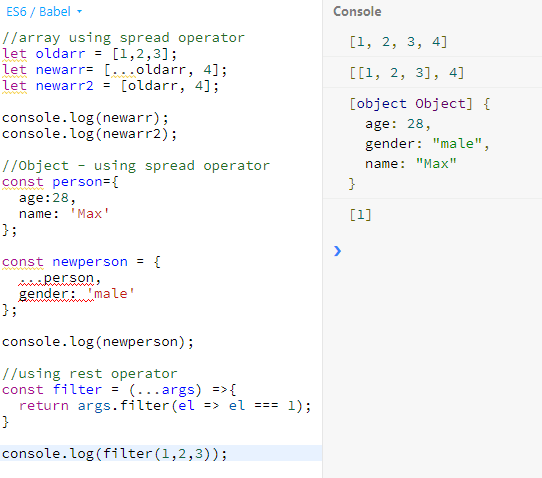 ES6 / Babel
//array using spread operator
let oldarr = [1,2,3];
let newarr= [...oldarr, 4];
let newarr2 = [oldarr, 4];
console.log(newarr);
console.log(newarr2);
//Object - using spread operator
const person={
  age:28,
  name: 'Max'
};
const newperson = {
  ...person,
  gender: 'male'
};
console.log(newperson);
//using rest operator
const filter = (...args) =>{
  return args.filter(el => el === 1);
}
console.log(filter(1,2,3));
Console
[1, 2, 3, 4]
[[1, 2, 3], 4]
[object Object] {
  age: 28,
  gender: "male",
  name: "Max"
}
[1]